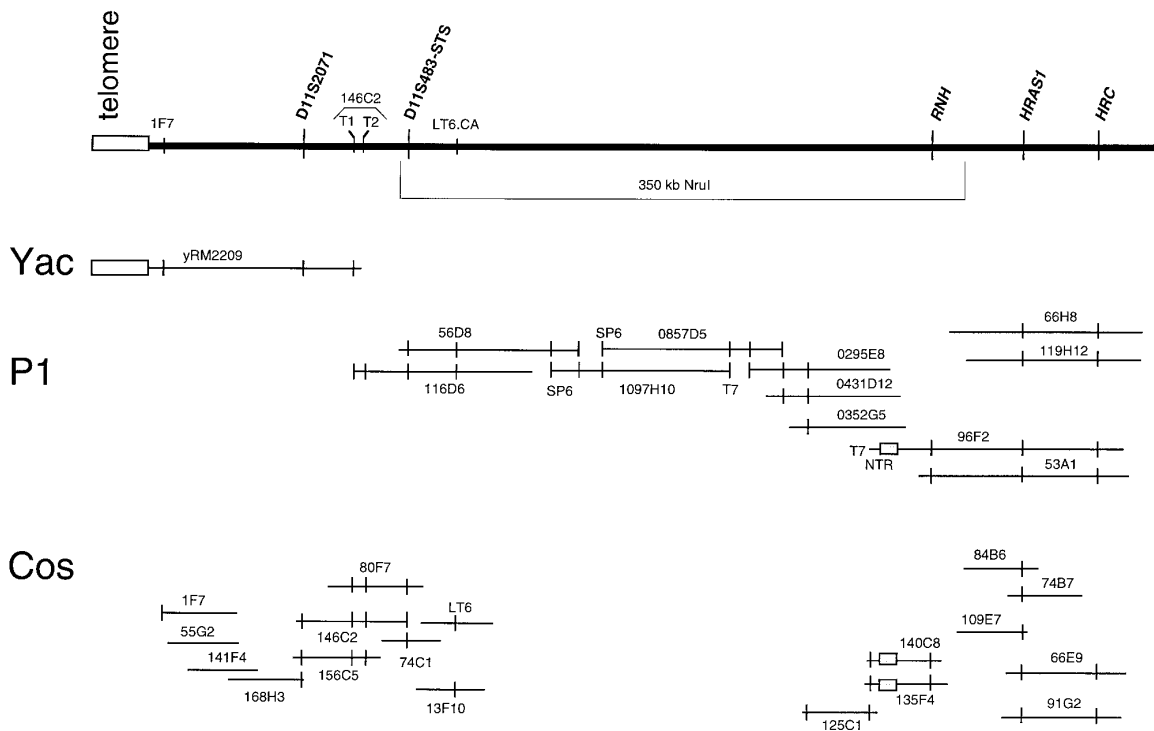 telomere
1F7
D11S2071
146C2
T1 T2
D11S483-STS
LT6.CA
RNH
HRAS1
HRC
350 kb NruI
Yac
yRM2209
P1
56D8
SP6
0857D5
66H8
116D6
SP6
1097H10
T7
0295E8
119H12
0431D12
0352G5
T7
NTR
96F2
53A1
Cos
80F7
84B6
1F7
LT6
74B7
55G2
146C2
109E7
141F4
156C5
74C1
140C8
66E9
168H3
13F10
135F4
125C1
91G2